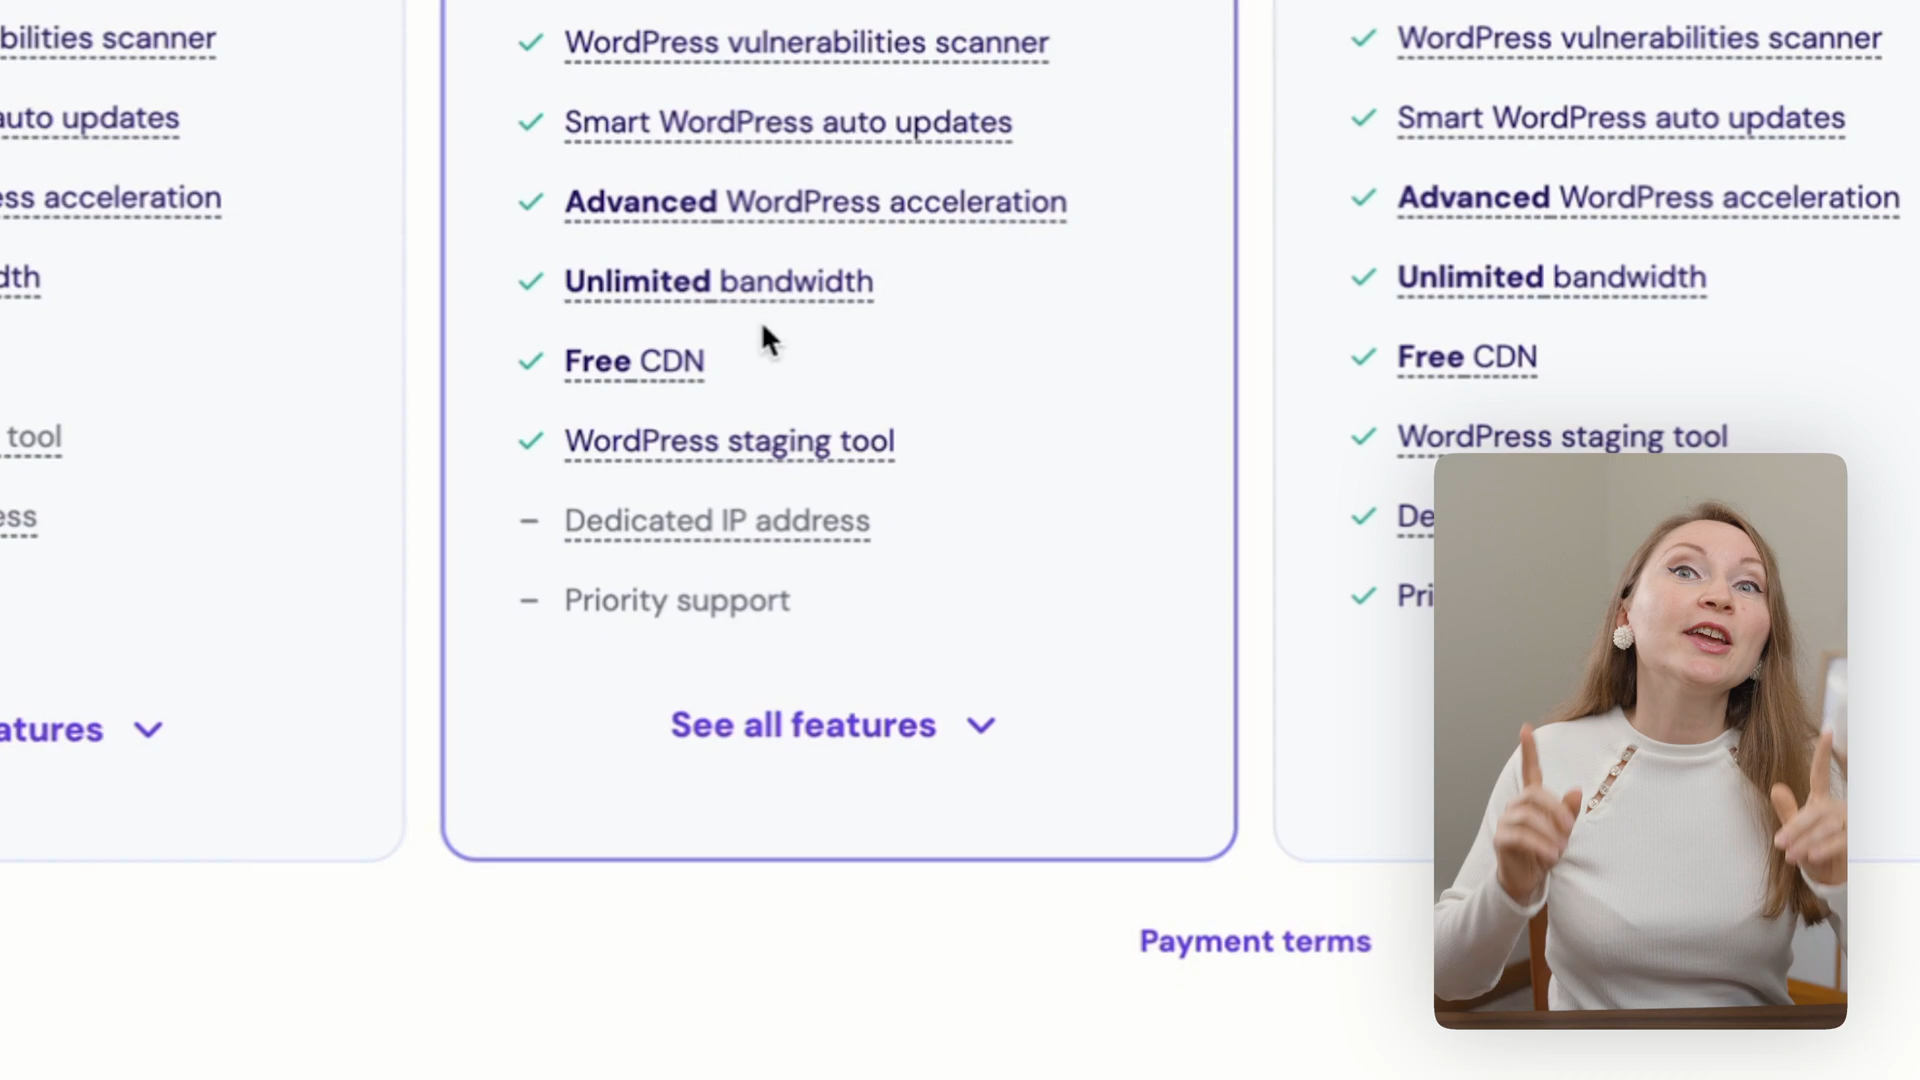 bilities scanner
auto updates
ess acceleration
dth
tool
ess
atures
WordPress vulnerabilities scanner
Smart WordPress auto updates
Advanced WordPress acceleration
Unlimited bandwidth
Free CDN
WordPress staging tool
Dedicated IP address
Priority support
See all features
WordPress vulnerabilities scanner
Smart WordPress auto updates
Advanced WordPress acceleration
Unlimited bandwidth
Free CDN
WordPress staging tool
De
Pri
Payment terms